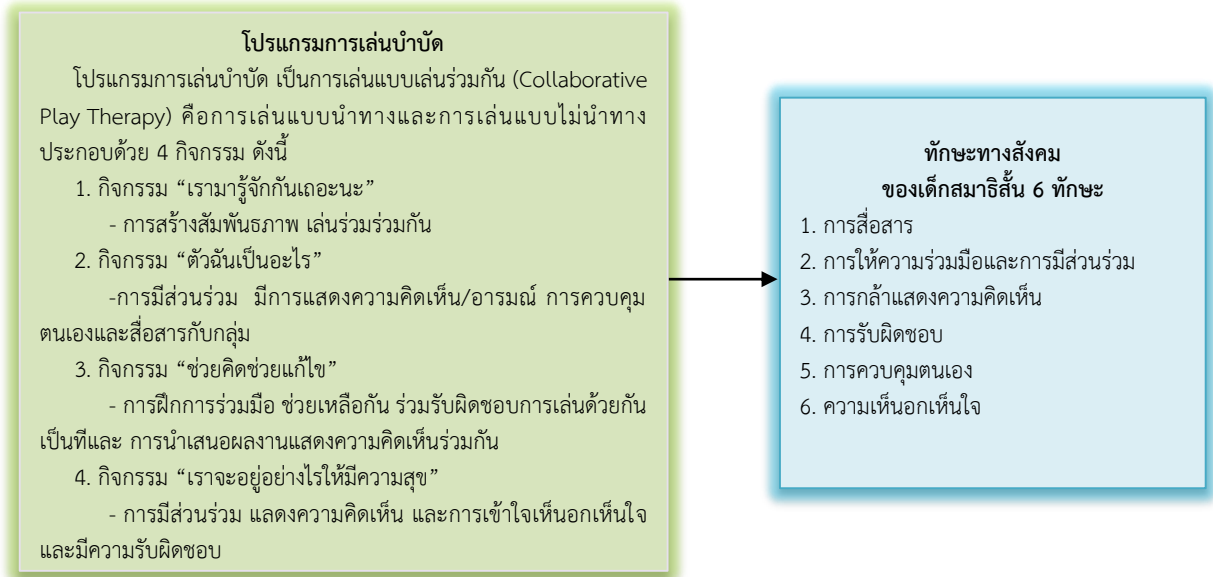 โปรแกรมการเล่นบำบัด
โปรแกรมการเล่นบำบัด เป็นการเล่นแบบเล่นร่วมกัน (Collaborative
Play Therapy) คือการเล่นแบบนำทางและการเล่นแบบไม่นำทาง
ประกอบด้วย 4 กิจกรรม ดังนี้
1. กิจกรรม “เรามารู้จักกันเถอะนะ”
- การสร้างสัมพันธภาพ เล่นร่วมร่วมกัน
2. กิจกรรม “ตัวฉันเป็นอะไร”
-การมีส่วนร่วม มีการแสดงความคิดเห็น/อารมณ์ การควบคุม
ตนเองและสื่อสารกับกลุ่ม
3. กิจกรรม “ช่วยคิดช่วยแก้ไข”
- การฝึกการร่วมมือ ช่วยเหลือกัน ร่วมรับผิดชอบการเล่นด้วยกัน
เป็นทีและ การนำเสนอผลงานแสดงความคิดเห็นร่วมกัน
4. กิจกรรม “เราจะอยู่อย่างไรให้มีความสุข”
- การมีส่วนร่วม แลดงความคิดเห็น และการเข้าใจเห็นอกเห็นใจ
และมีความรับผิดชอบ
ทักษะทางสังคม
ของเด็กสมาธิสั้น 6 ทักษะ
1. การสื่อสาร
2. การให้ความร่วมมือและการมีส่วนร่วม
3. การกล้าแสดงความคิดเห็น
4. การรับผิดชอบ
5. การควบคุมตนเอง
6. ความเห็นอกเห็นใจ